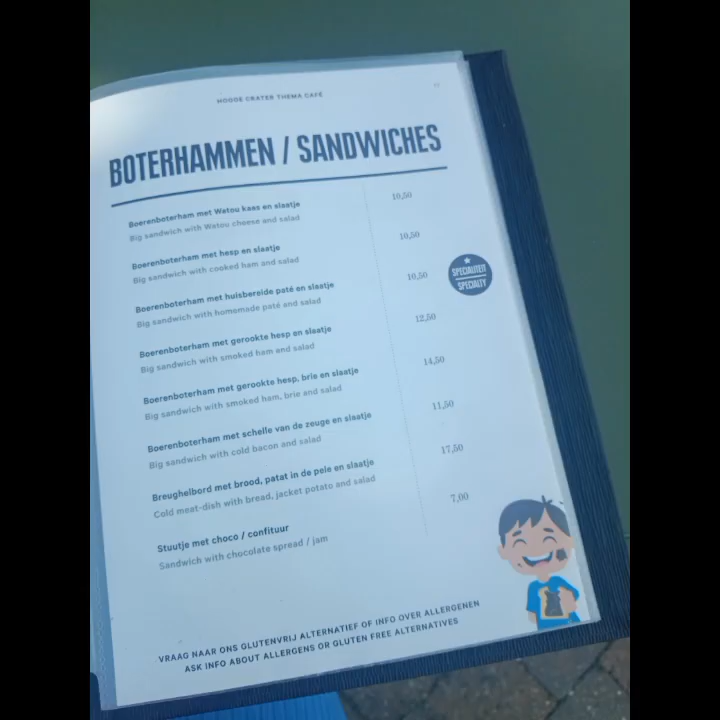 HOOGE CRATER THEMA CAFÉ
BOTERHAMMEN / SANDWICHES
Boerenboterham met Watou kaas en slaatje 10,50
Big sandwich with Watou cheese and salad
Boerenboterham met hesp en slaatje 10,50
Big sandwich with cooked ham and salad
Boerenboterham met huisbereide paté en slaatje 10,50
Big sandwich with homemade paté and salad
SPECIALITEIT
SPECIALTY
Boerenboterham met gerookte hesp en slaatje 12,50
Big sandwich with smoked ham and salad
Boerenboterham met gerookte hesp, brie en slaatje 14,50
Big sandwich with smoked ham, brie and salad
Boerenboterham met schelle van de zeuge en slaatje 11,50
Big sandwich with cold bacon and salad
Breughelbord met brood, patat in de pele en slaatje 17,50
Cold meat-dish with bread, jacket potato and salad
Stuutje met choco / confituur 7,00
Sandwich with chocolate spread / jam
VRAAG NAAR ONS GLUTENVRIJ ALTERNATIEF OF INFO OVER ALLERGENEN
ASK INFO ABOUT ALLERGENS OR GLUTEN FREE ALTERNATIVES